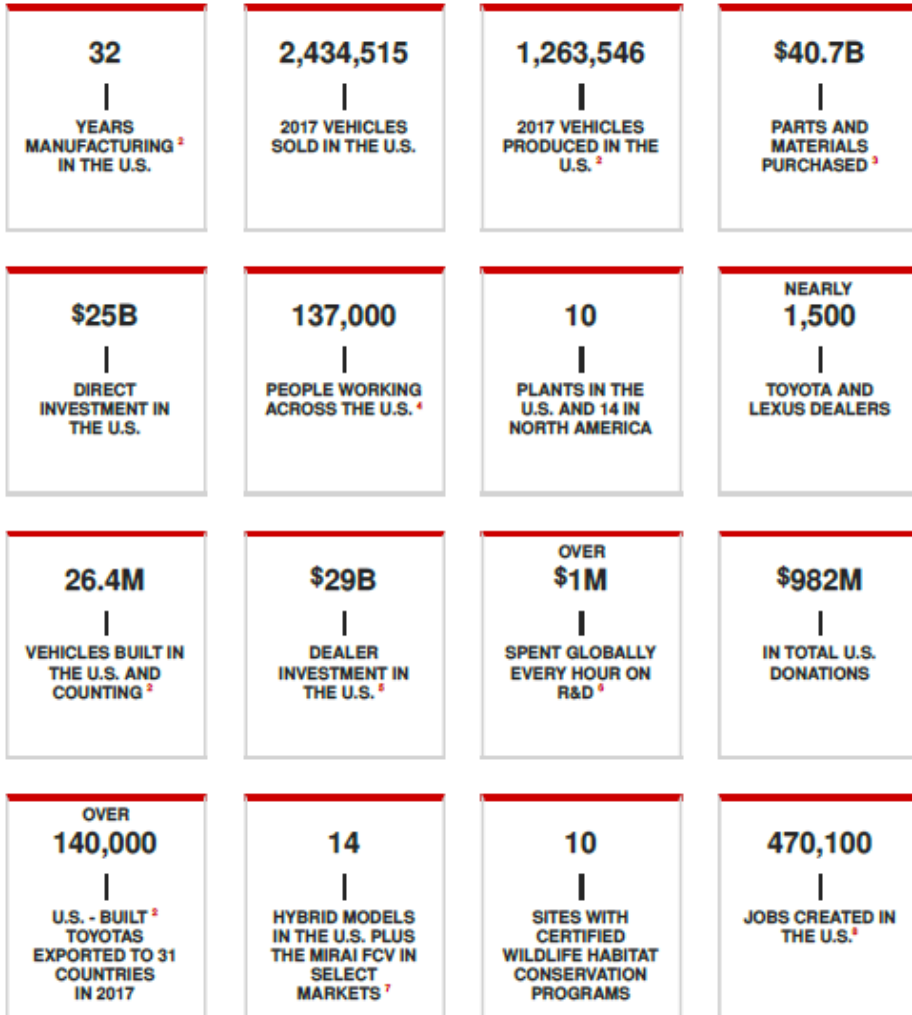 32
YEARS
MANUFACTURING 2
IN THE U.S.
2,434,515
2017 VEHICLES
SOLD IN THE U.S.
1,263,546
2017 VEHICLES
PRODUCED IN THE
U.S. 2
$40.7B
PARTS AND
MATERIALS
PURCHASED 3
$25B
DIRECT
INVESTMENT IN
THE U.S.
137,000
PEOPLE WORKING
ACROSS THE U.S. 4
10
PLANTS IN THE
U.S. AND 14 IN
NORTH AMERICA
NEARLY
1,500
TOYOTA AND
LEXUS DEALERS
26.4M
VEHICLES BUILT IN
THE U.S. AND
COUNTING 2
$29B
DEALER
INVESTMENT IN
THE U.S. 5
OVER
$1M
SPENT GLOBALLY
EVERY HOUR ON
R&D 6
$982M
IN TOTAL U.S.
DONATIONS
OVER
140,000
U.S. - BUILT 2
TOYOTAS
EXPORTED TO 31
COUNTRIES
IN 2017
14
HYBRID MODELS
IN THE U.S. PLUS
THE MIRAI FCV IN
SELECT
MARKETS 7
10
SITES WITH
CERTIFIED
WILDLIFE HABITAT
CONSERVATION
PROGRAMS
470,100
JOBS CREATED IN
THE U.S.8